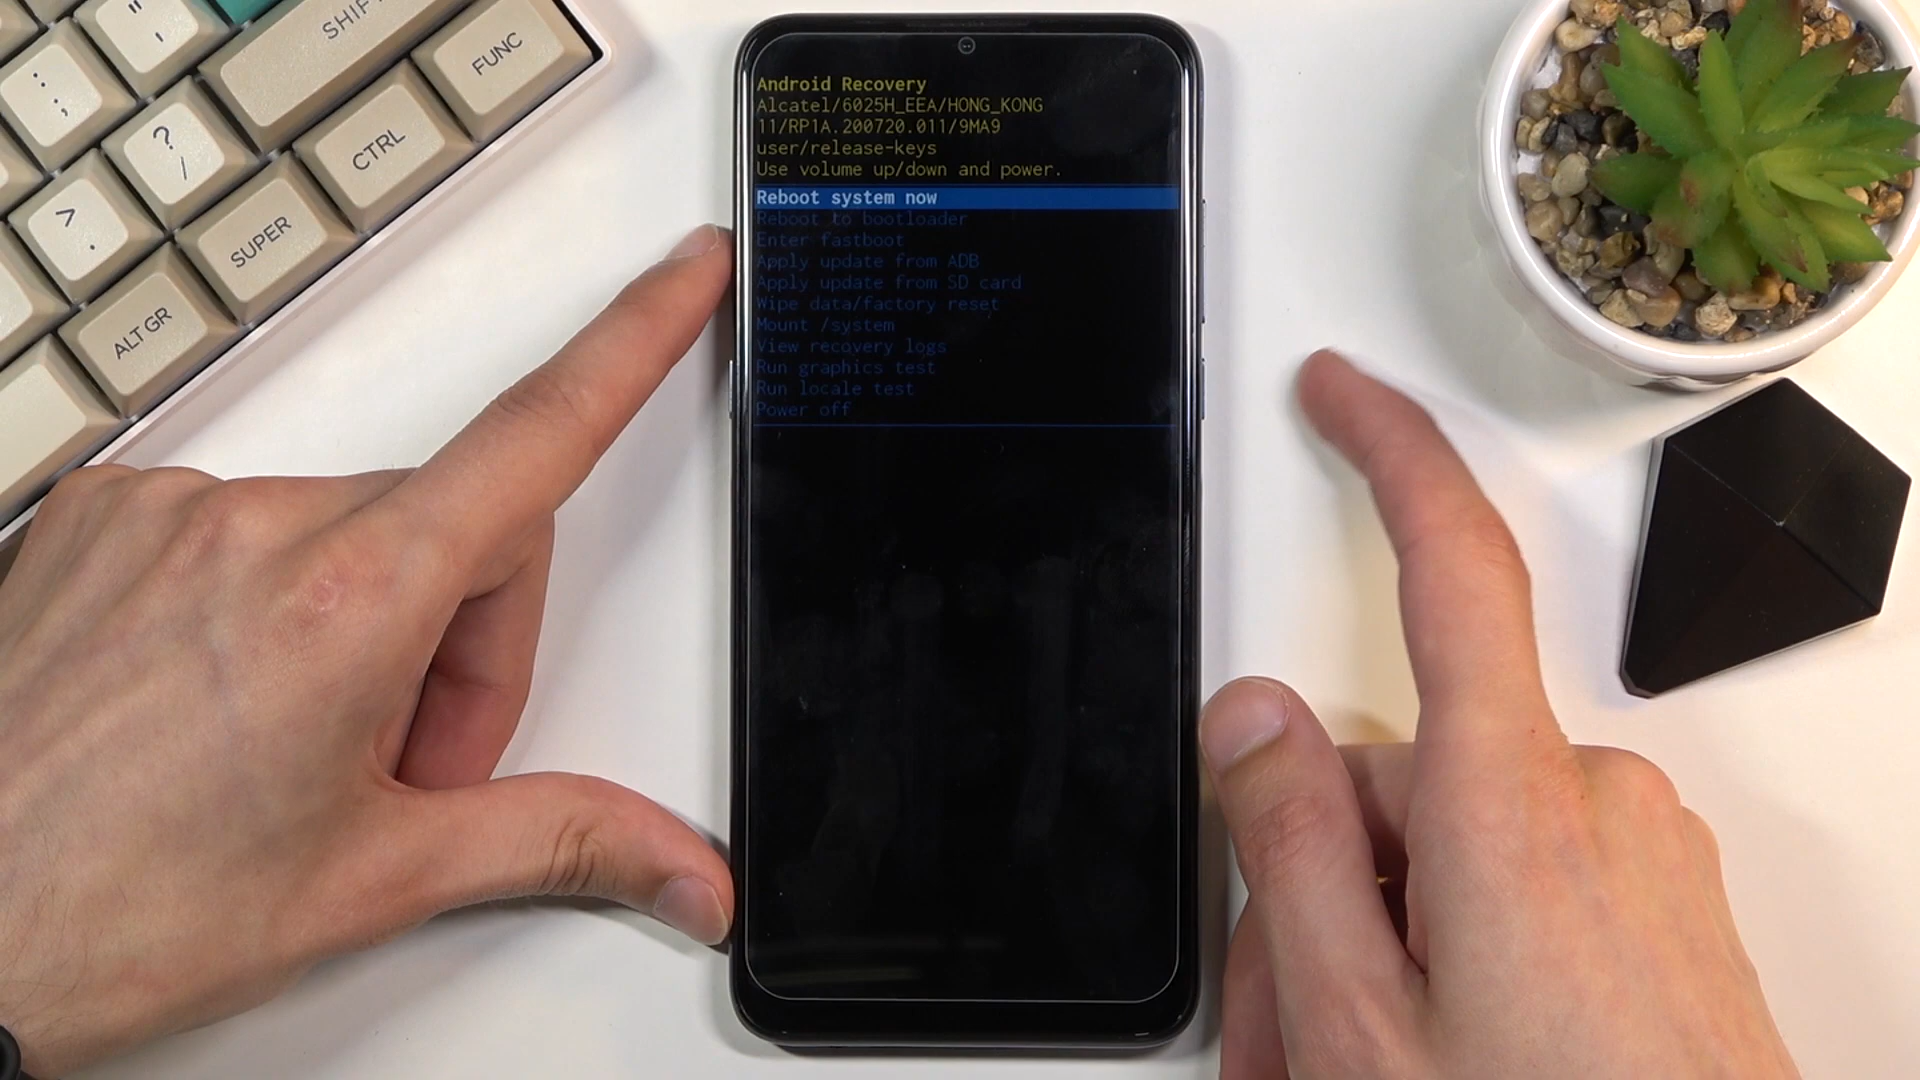 "
'
SHIFT
FUNC
:
;
?
/
CTRL
>
.
SUPER
ALT GR
Android Recovery
Alcatel/6025H_EEA/HONG_KONG
11/RP1A.200720.011/9MA9
user/release-keys
Use volume up/down and power.
Reboot system now
Reboot to bootloader
Enter fastboot
Apply update from ADB
Apply update from SD card
Wipe data/factory reset
Mount /system
View recovery logs
Run graphics test
Run locale test
Power off